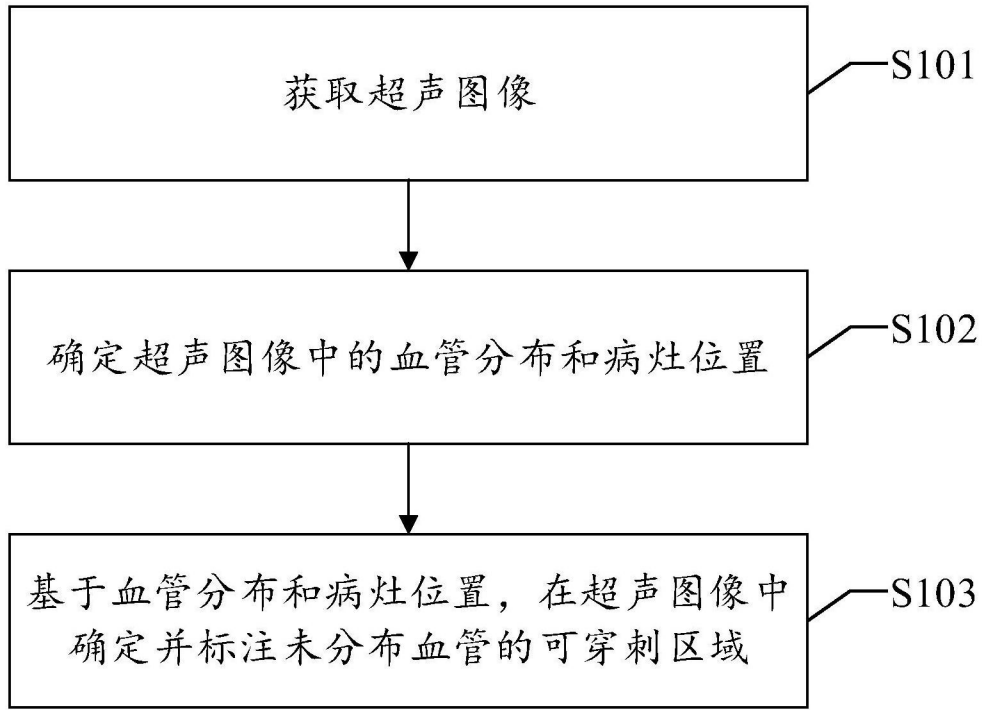 获取超声图像
S101
确定超声图像中的血管分布和病灶位置
S102
基于血管分布和病灶位置，在超声图像中
确定并标注未分布血管的可穿刺区域
S103